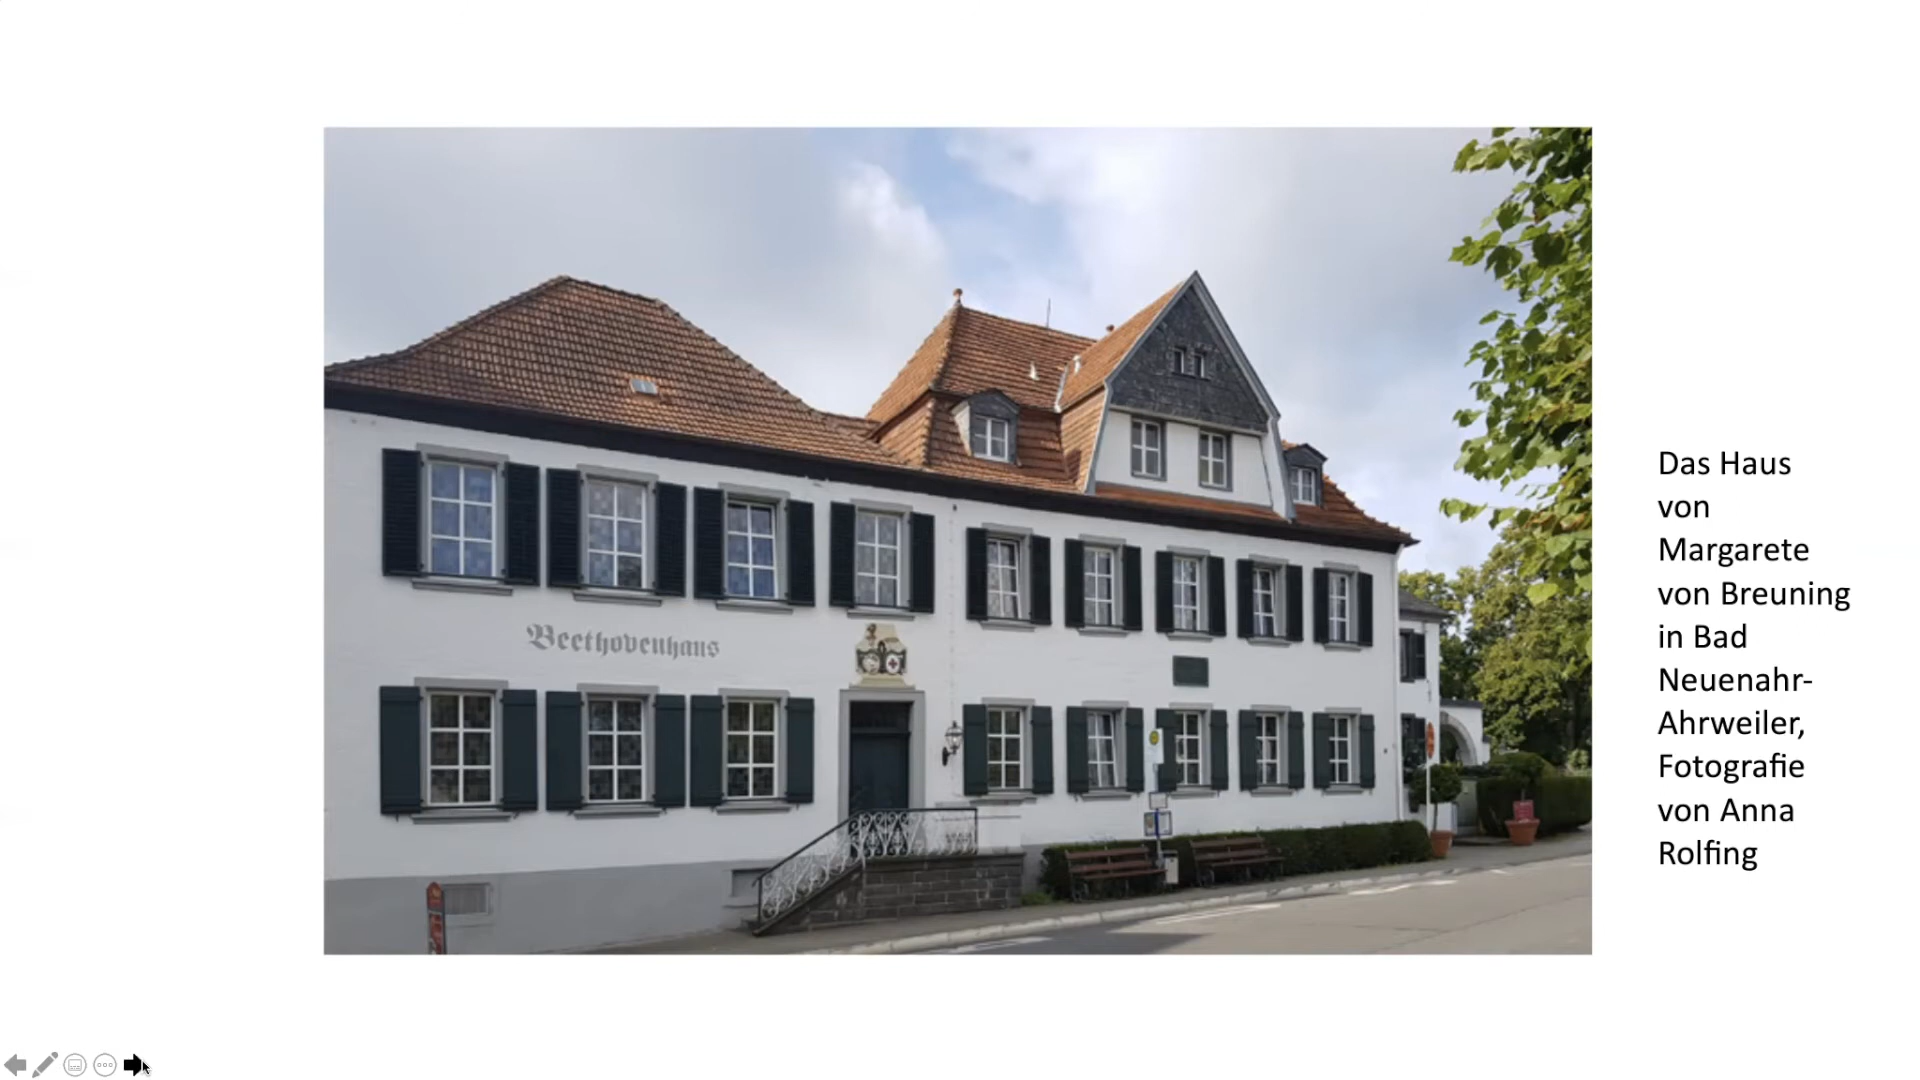 Beethovenhaus
Das Haus
von
Margarete
von Breuning
in Bad
Neuenahr-
Ahrweiler,
Fotografie
von Anna
Rolfing